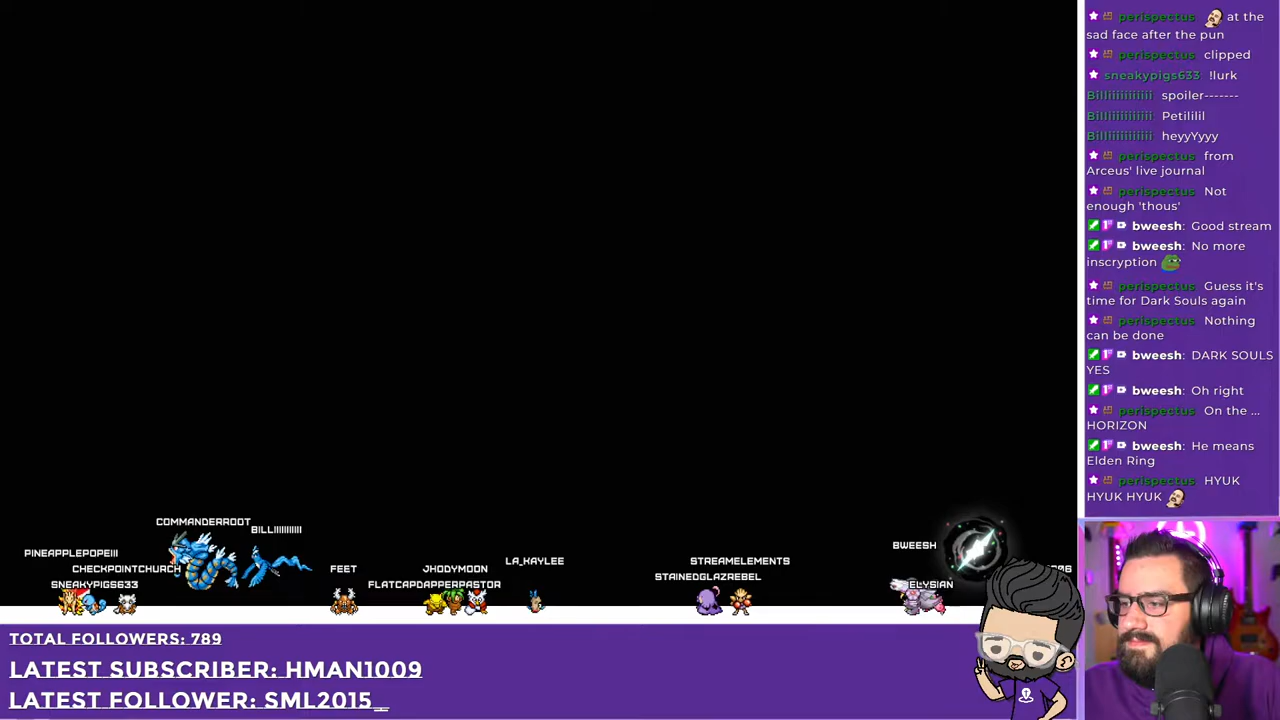 perispectus at the
sad face after the pun
perispectus clipped
sneakypigs633 !lurk
Billiiiiiiiiii spoiler-------
Billiiiiiiiiii Petilili
Billiiiiiiiiii heyyYyyy
perispectus from
Arceus' live journal
perispectus Not
enough 'thous'
bweesh: Good stream
bweesh: No more
inscryption
perispectus Guess it's
time for Dark Souls again
perispectus Nothing
can be done
bweesh: DARK SOULS
YES
bweesh: Oh right
perispectus On the ...
HORIZON
bweesh: He means
Elden Ring
perispectus HYUK
HYUK HYUK
COMMANDERROOT
BILLIIIIIIIIII
PINEAPPLEPOPEIII
CHECKPOINTCHURCH
SNEAKYPIGS633
FEET
JHODYMOON
FLATCAPDAPPERPASTOR
LA_KAYLEE
STREAMELEMENTS
STAINEDGLAZREBEL
BWEESH
ELYSIAN
TOTAL FOLLOWERS: 789
LATEST SUBSCRIBER: HMAN1009
LATEST FOLLOWER: SML2015_